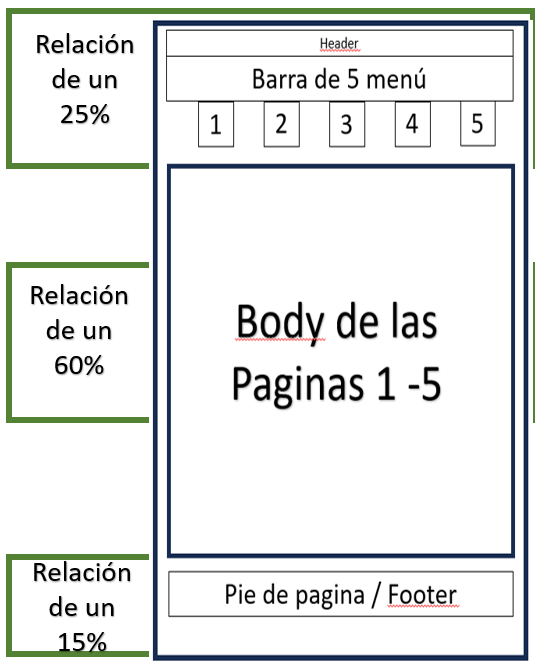 Relación
de un
25%
Header
Barra de 5 menú
1 2 3 4 5
Relación
de un
60%
Body de las
Paginas 1 -5
Relación
de un
15%
Pie de pagina / Footer